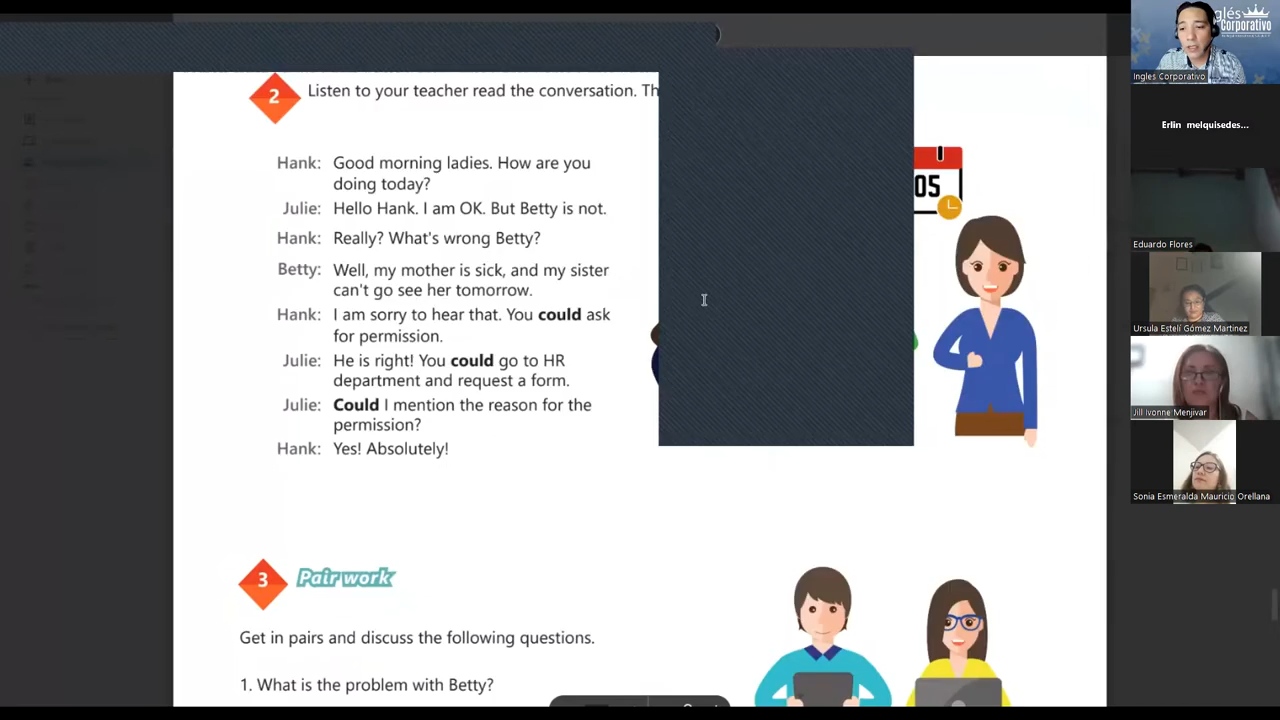 2
Listen to your teacher read the conversation. Th
Hank: Good morning ladies. How are you
doing today?
Julie: Hello Hank. I am OK. But Betty is not.
Hank: Really? What's wrong Betty?
Betty: Well, my mother is sick, and my sister
can't go see her tomorrow.
Hank: I am sorry to hear that. You could ask
for permission.
Julie: He is right! You could go to HR
department and request a form.
Julie: Could I mention the reason for the
permission?
Hank: Yes! Absolutely!
05
3
Pair work
Get in pairs and discuss the following questions.
1. What is the problem with Betty?
glés
Corporativo
Ingles Corporativo
Erlin melquisedes...
Eduardo Flores
Ursula Estelí Gómez Martinez
Jill Ivonne Menjivar
Sonia Esmeralda Mauricio Orellana